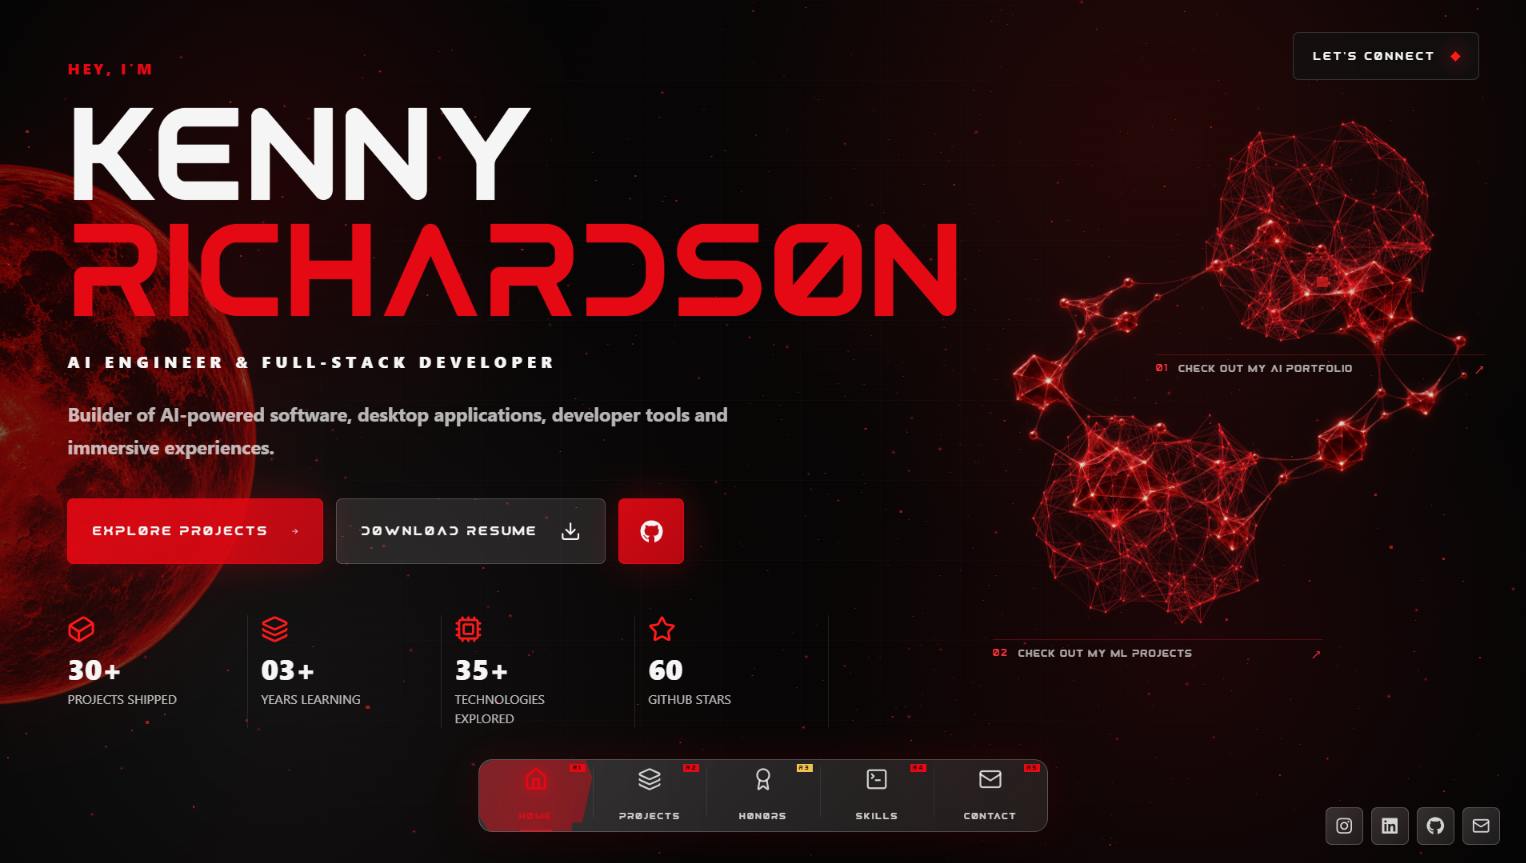 HEY, I'M
KENNY
RICHARDSON
AI ENGINEER & FULL-STACK DEVELOPER
Builder of AI-powered software, desktop applications, developer tools and
immersive experiences.
EXPLORE PROJECTS
DOWNLOAD RESUME
30+
PROJECTS SHIPPED
03+
YEARS LEARNING
35+
TECHNOLOGIES
EXPLORED
60
GITHUB STARS
LET'S CONNECT
01 CHECK OUT MY AI PORTFOLIO
02 CHECK OUT MY ML PROJECTS
HOME
PROJECTS
HONORS
SKILLS
CONTACT